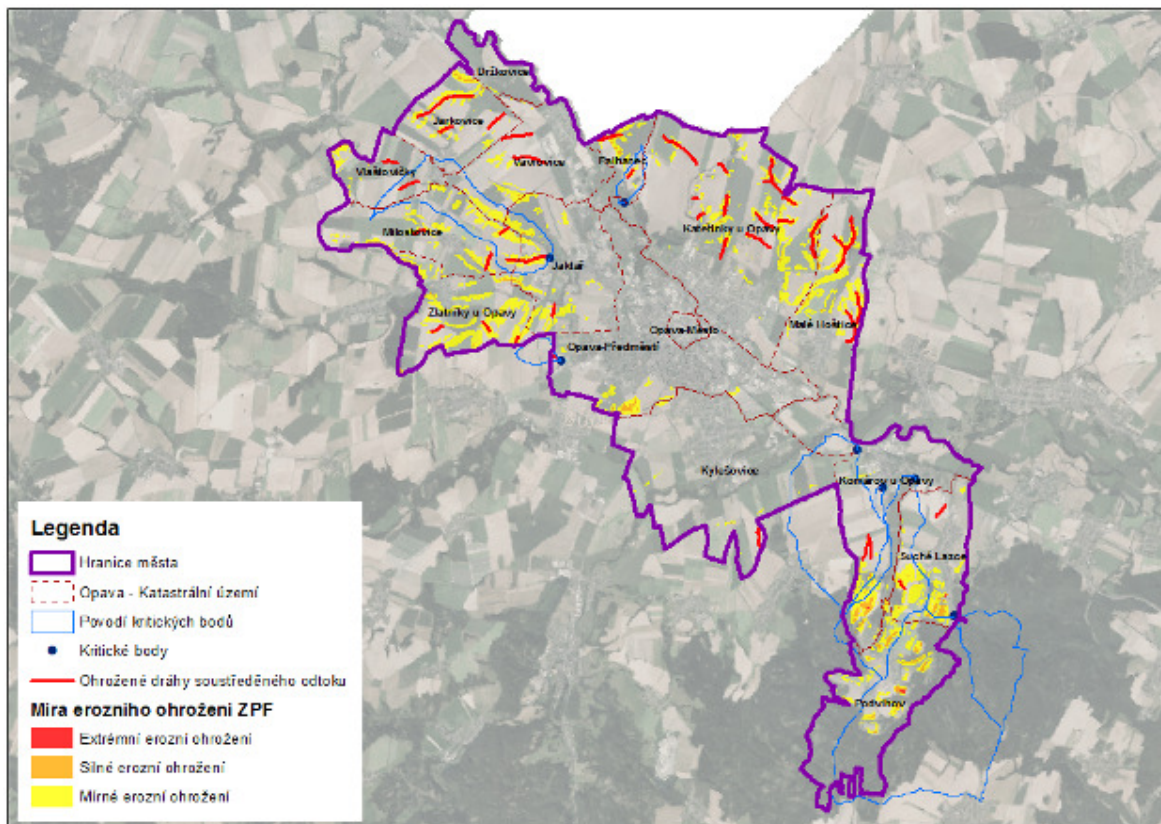 Držkovice
Jarkovice
Vávrovice
Palhanec
Vlaštovičky
Kateřinky u Opavy
Milostovice
Jaktař
Zlatníky u Opavy
Malé Hoštice
Opava-Město
Opava-Předměstí
Kylešovice
Komárov u Opavy
Suché Lazce
Podvihov
Legenda
Hranice města
Opava - Katastrální území
Povodí kritických bodů
Kritické body
Ohrožené dráhy soustředěného odtoku
Míra erozního ohrožení ZPF
Extrémní erozní ohrožení
Silné erozní ohrožení
Mírné erozní ohrožení